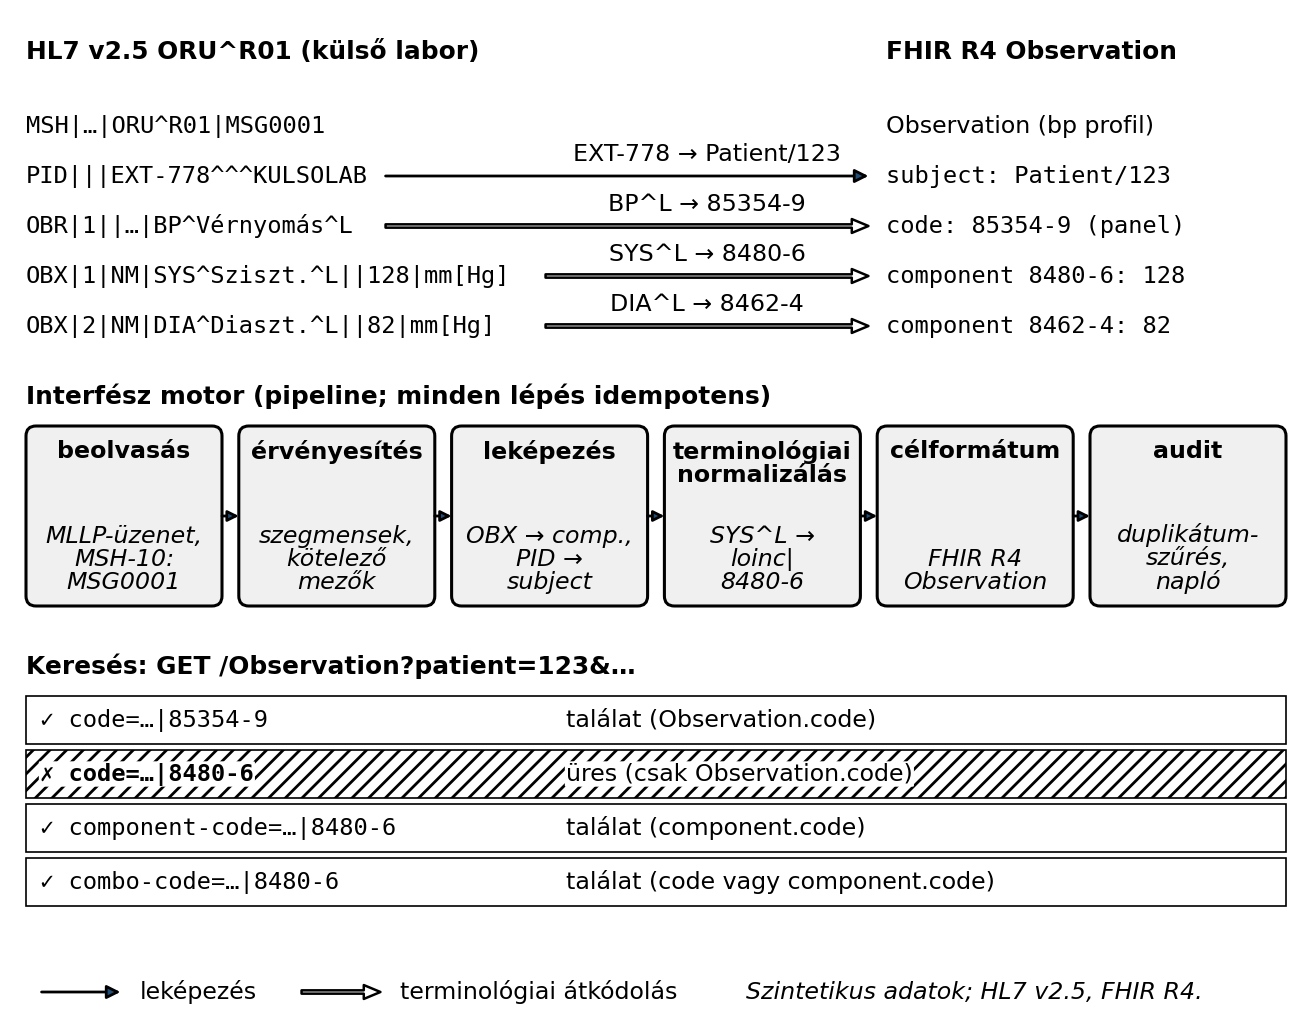 HL7 v2.5 ORU^R01 (külső labor)
FHIR R4 Observation
MSH|…|ORU^R01|MSG0001
Observation (bp profil)
EXT-778 → Patient/123
PID|||EXT-778^^^KULSOLAB
subject: Patient/123
BP^L → 85354-9
OBR|1||…|BP^Vérnyomás^L
code: 85354-9 (panel)
SYS^L → 8480-6
OBX|1|NM|SYS^Sziszt.^L||128|mm[Hg]
component 8480-6: 128
DIA^L → 8462-4
OBX|2|NM|DIA^Diaszt.^L||82|mm[Hg]
component 8462-4: 82
Interfész motor (pipeline; minden lépés idempotens)
beolvasás
MLLP-üzenet,
MSH-10:
MSG0001
érvényesítés
szegmensek,
kötelező
mezők
leképezés
OBX → comp.,
PID →
subject
terminológiai
normalizálás
SYS^L →
loinc|
8480-6
célformátum
FHIR R4
Observation
audit
duplikátum-
szűrés,
napló
Keresés: GET /Observation?patient=123&…
✓ code=…|85354-9 találat (Observation.code)
✗ code=…|8480-6 üres (csak Observation.code)
✓ component-code=…|8480-6 találat (component.code)
✓ combo-code=…|8480-6 találat (code vagy component.code)
leképezés
terminológiai átkódolás
Szintetikus adatok; HL7 v2.5, FHIR R4.